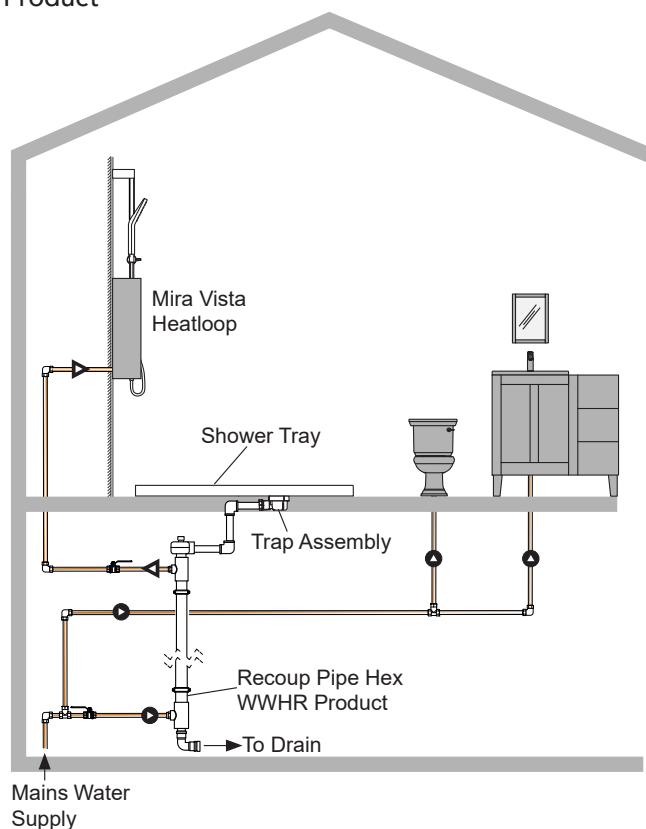 Product
Mira Vista
Heatloop
Shower Tray
Trap Assembly
Recoup Pipe Hex
WWHR Product
To Drain
Mains Water
Supply